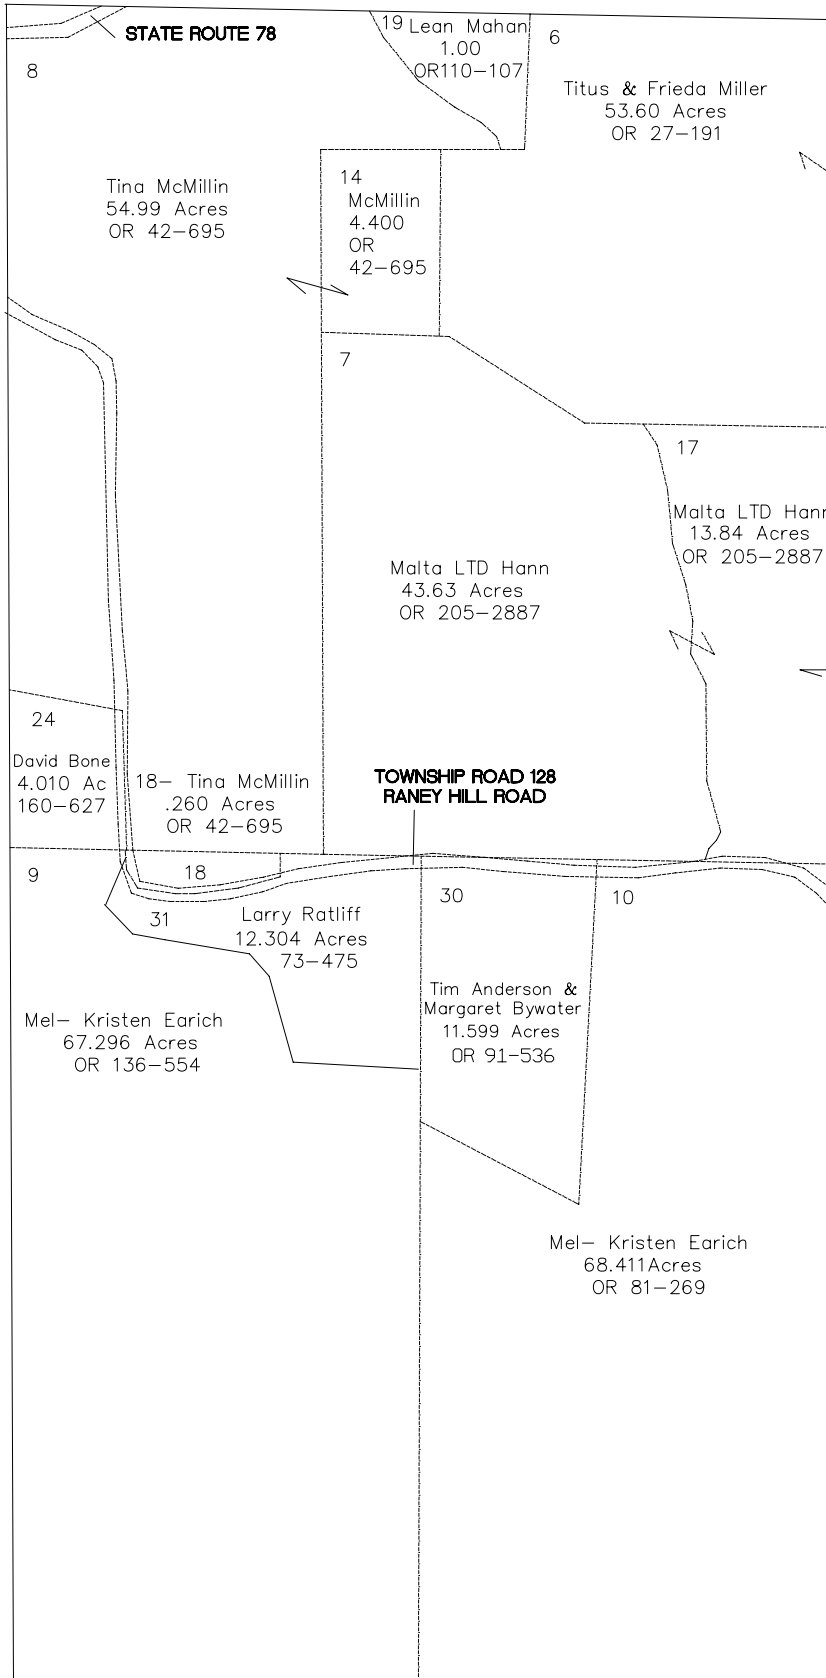 STATE ROUTE 78
19 Lean Mahan
1.00
OR110-107
6
8
Titus & Frieda Miller
53.60 Acres
OR 27-191
Tina McMillin
54.99 Acres
OR 42-695
14
McMillin
4.400
OR
42-695
7
17
Malta LTD Hann
13.84 Acres
OR 205-2887
Malta LTD Hann
43.63 Acres
OR 205-2887
24
David Bone
4.010 Ac
160-627
18- Tina McMillin
.260 Acres
OR 42-695
TOWNSHIP ROAD 128
RANEY HILL ROAD
9
18
31
30
10
Larry Ratliff
12.304 Acres
73-475
Tim Anderson &
Margaret Bywater
11.599 Acres
OR 91-536
Mel- Kristen Earich
67.296 Acres
OR 136-554
Mel- Kristen Earich
68.411Acres
OR 81-269